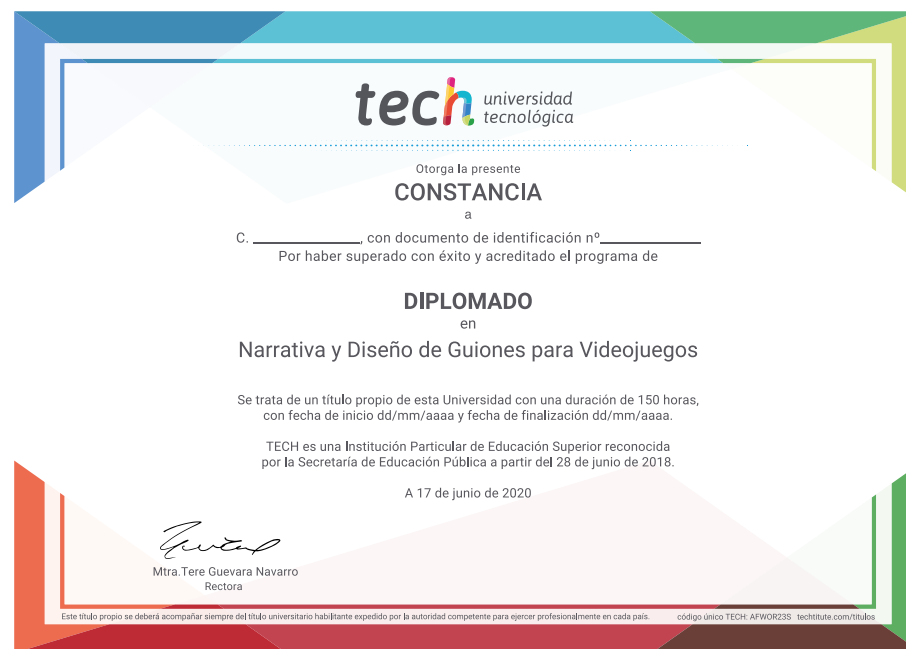 tech universidad
tecnológica
Otorga la presente
CONSTANCIA
a
C. ____________, con documento de identificación nº____________
Por haber superado con éxito y acreditado el programa de
DIPLOMADO
en
Narrativa y Diseño de Guiones para Videojuegos
Se trata de un título propio de esta Universidad con una duración de 150 horas,
con fecha de inicio dd/mm/aaaa y fecha de finalización dd/mm/aaaa.
TECH es una Institución Particular de Educación Superior reconocida
por la Secretaría de Educación Pública a partir del 28 de junio de 2018.
A 17 de junio de 2020
Mtra.Tere Guevara Navarro
Rectora
Este título propio se deberá acompañar siempre del título universitario habilitante expedido por la autoridad competente para ejercer profesionalmente en cada país. código único TECH: AFWOR23S techtitute.com/titulos